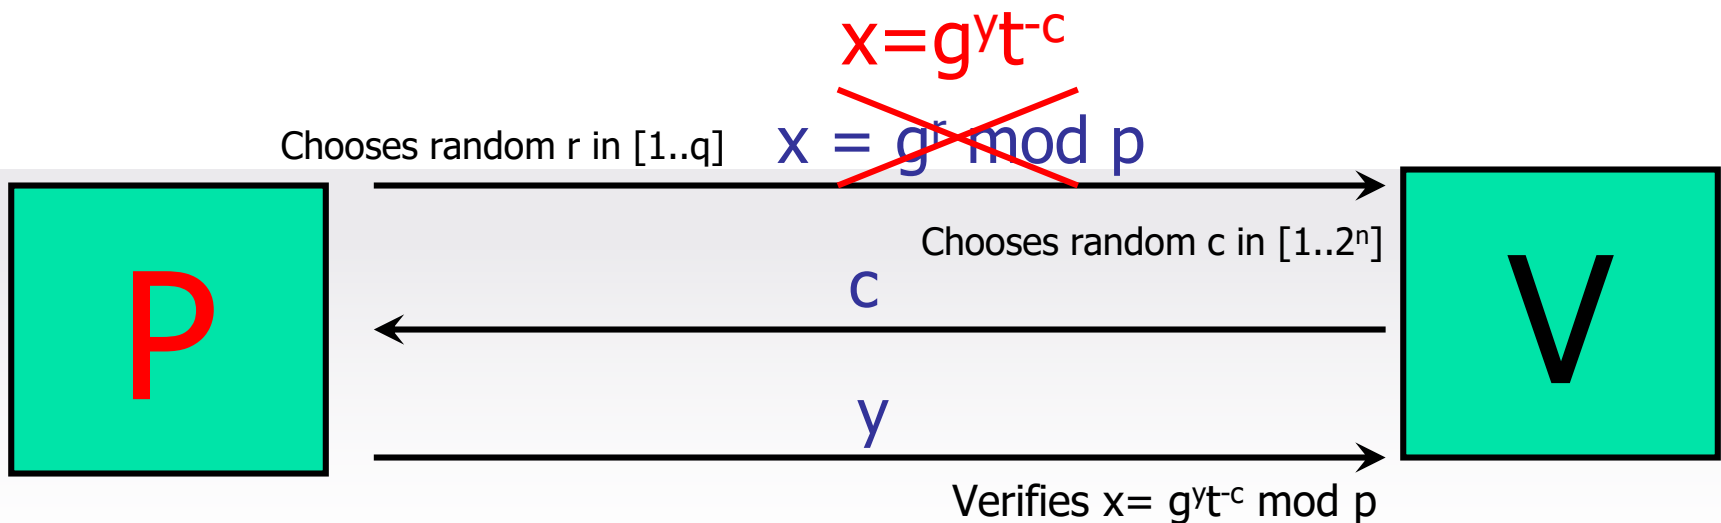 x=gʸt⁻ᶜ
Chooses random r in [1..q] x = gʳ mod p
P
V
Chooses random c in [1..2ⁿ]
c
y
Verifies x= gʸt⁻ᶜ mod p